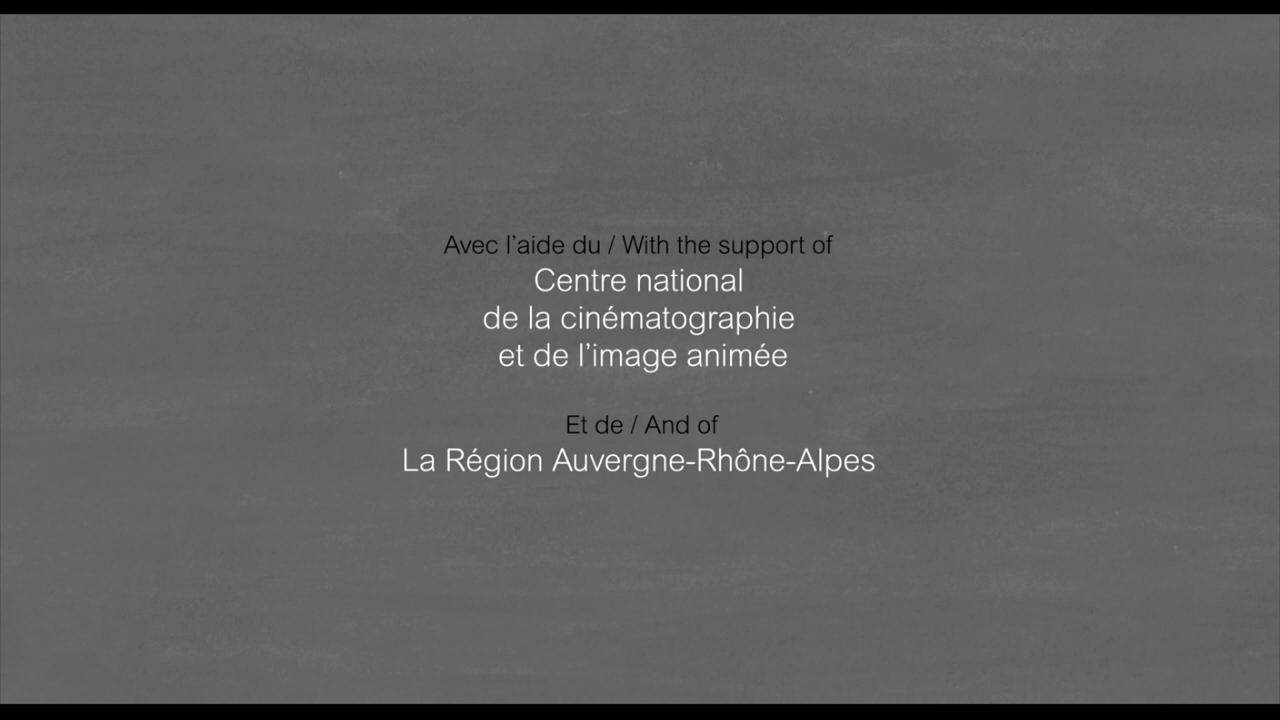 Avec l’aide du / With the support of
Centre national
de la cinématographie
et de l’image animée
Et de / And of
La Région Auvergne-Rhône-Alpes